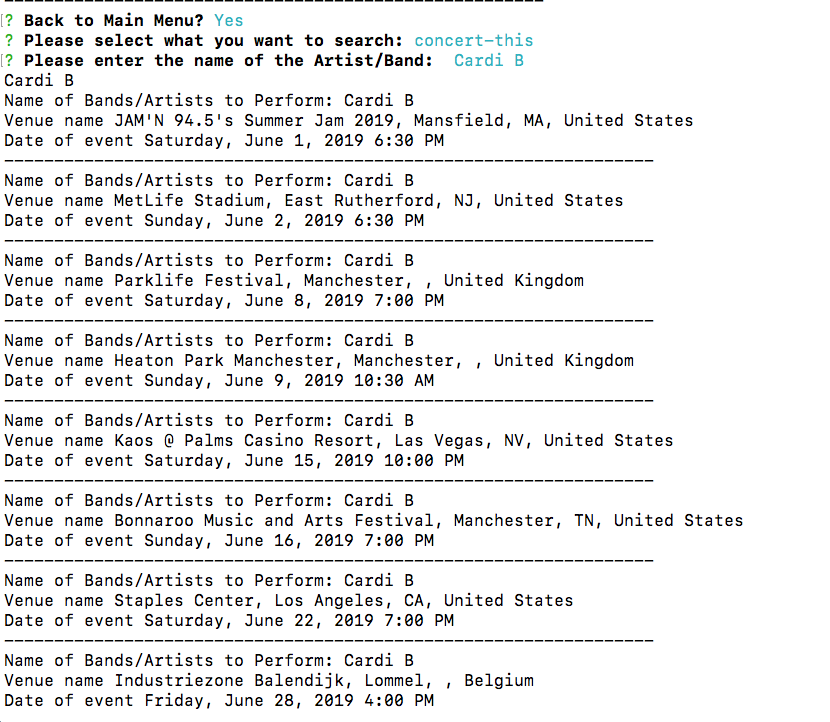 ----------------------------------------------------
? Back to Main Menu? Yes
? Please select what you want to search: concert-this
? Please enter the name of the Artist/Band:  Cardi B
Cardi B
Name of Bands/Artists to Perform: Cardi B
Venue name JAM'N 94.5's Summer Jam 2019, Mansfield, MA, United States
Date of event Saturday, June 1, 2019 6:30 PM
-----------------------------------------------------------------
Name of Bands/Artists to Perform: Cardi B
Venue name MetLife Stadium, East Rutherford, NJ, United States
Date of event Sunday, June 2, 2019 6:30 PM
-----------------------------------------------------------------
Name of Bands/Artists to Perform: Cardi B
Venue name Parklife Festival, Manchester, , United Kingdom
Date of event Saturday, June 8, 2019 7:00 PM
-----------------------------------------------------------------
Name of Bands/Artists to Perform: Cardi B
Venue name Heaton Park Manchester, Manchester, , United Kingdom
Date of event Sunday, June 9, 2019 10:30 AM
-----------------------------------------------------------------
Name of Bands/Artists to Perform: Cardi B
Venue name Kaos @ Palms Casino Resort, Las Vegas, NV, United States
Date of event Saturday, June 15, 2019 10:00 PM
-----------------------------------------------------------------
Name of Bands/Artists to Perform: Cardi B
Venue name Bonnaroo Music and Arts Festival, Manchester, TN, United States
Date of event Sunday, June 16, 2019 7:00 PM
-----------------------------------------------------------------
Name of Bands/Artists to Perform: Cardi B
Venue name Staples Center, Los Angeles, CA, United States
Date of event Saturday, June 22, 2019 7:00 PM
-----------------------------------------------------------------
Name of Bands/Artists to Perform: Cardi B
Venue name Industriezone Balendijk, Lommel, , Belgium
Date of event Friday, June 28, 2019 4:00 PM